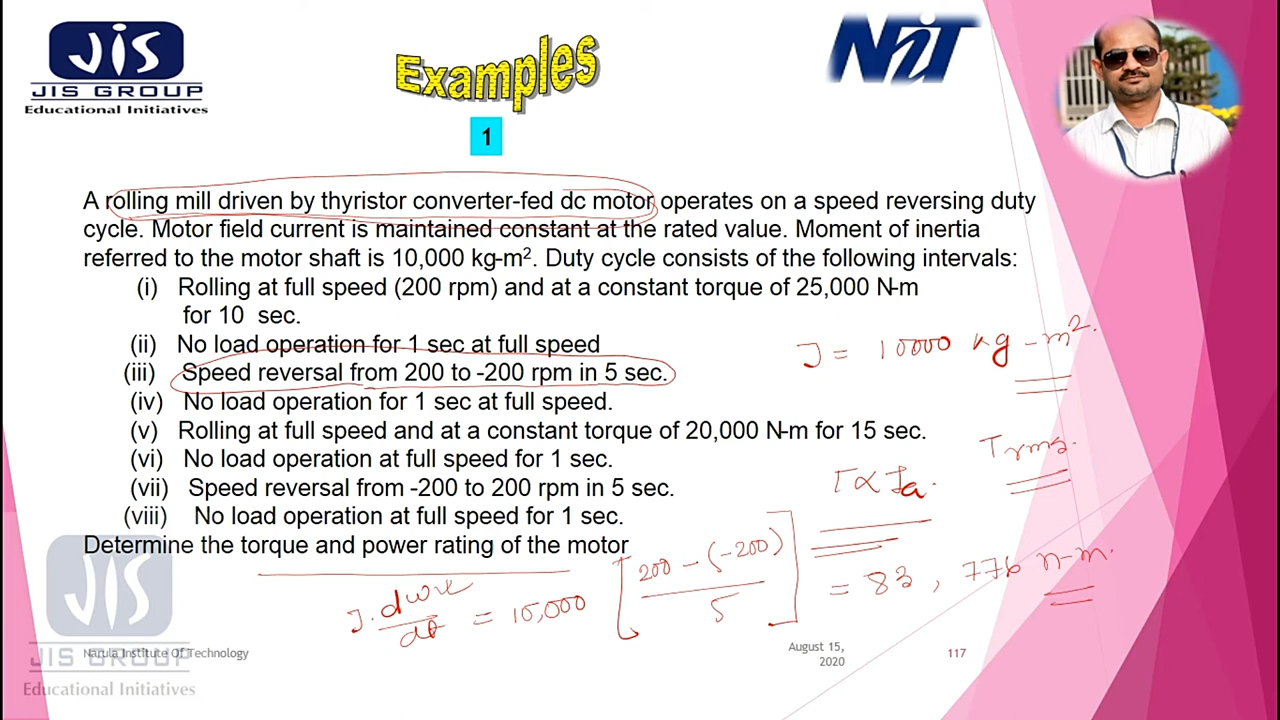 JIS
JIS GROUP
Educational Initiatives
Examples
NiT
1
A rolling mill driven by thyristor converter-fed dc motor operates on a speed reversing duty
cycle. Motor field current is maintained constant at the rated value. Moment of inertia
referred to the motor shaft is 10,000 kg-m². Duty cycle consists of the following intervals:
(i) Rolling at full speed (200 rpm) and at a constant torque of 25,000 N-m
for 10 sec.
(ii) No load operation for 1 sec at full speed
(iii) Speed reversal from 200 to -200 rpm in 5 sec.
(iv) No load operation for 1 sec at full speed.
(v) Rolling at full speed and at a constant torque of 20,000 N-m for 15 sec.
(vi) No load operation at full speed for 1 sec.
(vii) Speed reversal from -200 to 200 rpm in 5 sec.
(viii) No load operation at full speed for 1 sec.
Determine the torque and power rating of the motor
J = 10000 kg-m².
Trms.
T∝Ia.
= 10,000 [200-(-200)/5] = 83,776 n-m.
JIS
JIS GROUP
Educational Initiatives
Narula Institute Of Technology
August 15,
2020
117